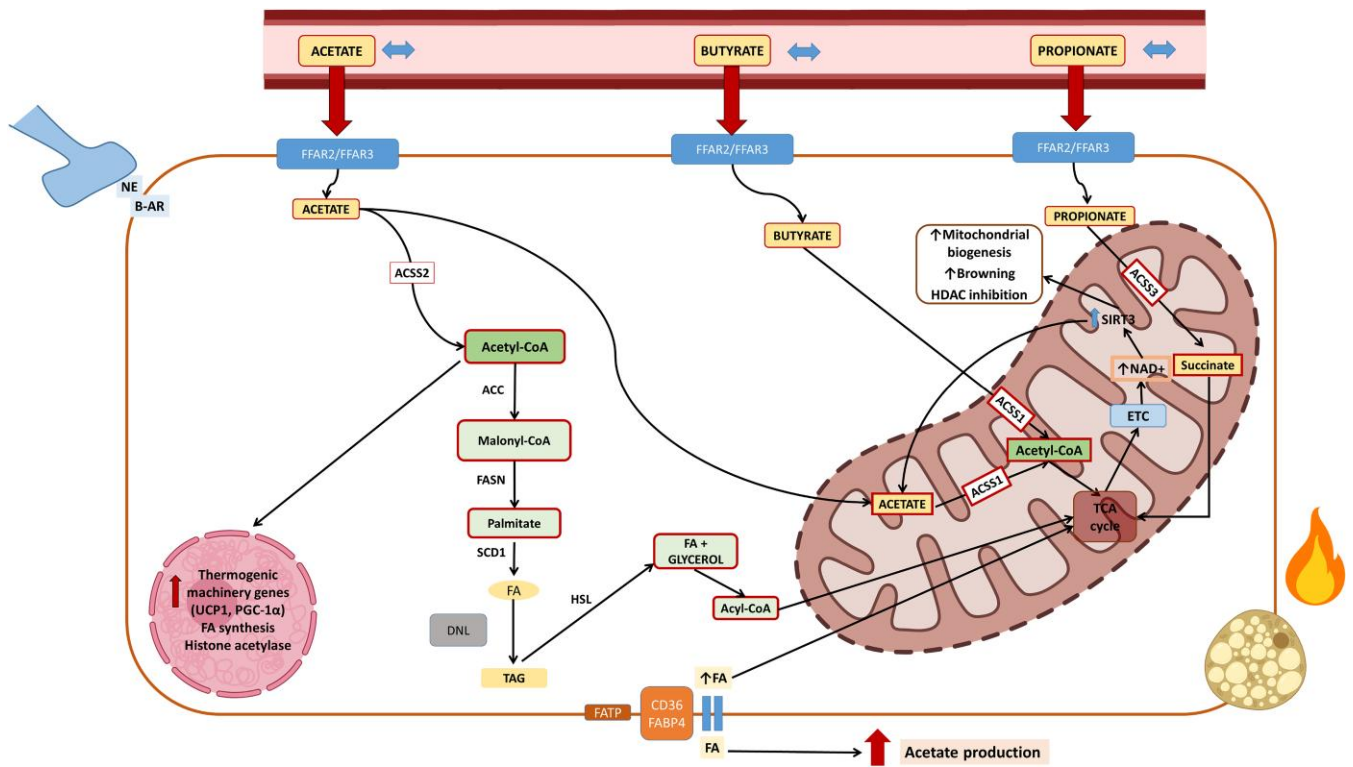 ACETATE
BUTYRATE
PROPIONATE
FFAR2/FFAR3
FFAR2/FFAR3
FFAR2/FFAR3
NE
B-AR
ACETATE
BUTYRATE
PROPIONATE
↑Mitochondrial
biogenesis
↑Browning
HDAC inhibition
ACSS2
ACSS3
SIRT3
Acetyl-CoA
↑NAD+
Succinate
ACC
ETC
ACSS1
Malonyl-CoA
Acetyl-CoA
FASN
ACSS1
ACETATE
TCA
cycle
Palmitate
SCD1
FA +
GLYCEROL
Thermogenic
machinery genes
(UCP1, PGC-1α)
FA synthesis
Histone acetylase
FA
HSL
Acyl-CoA
DNL
TAG
↑FA
FATP
CD36
FABP4
FA
Acetate production